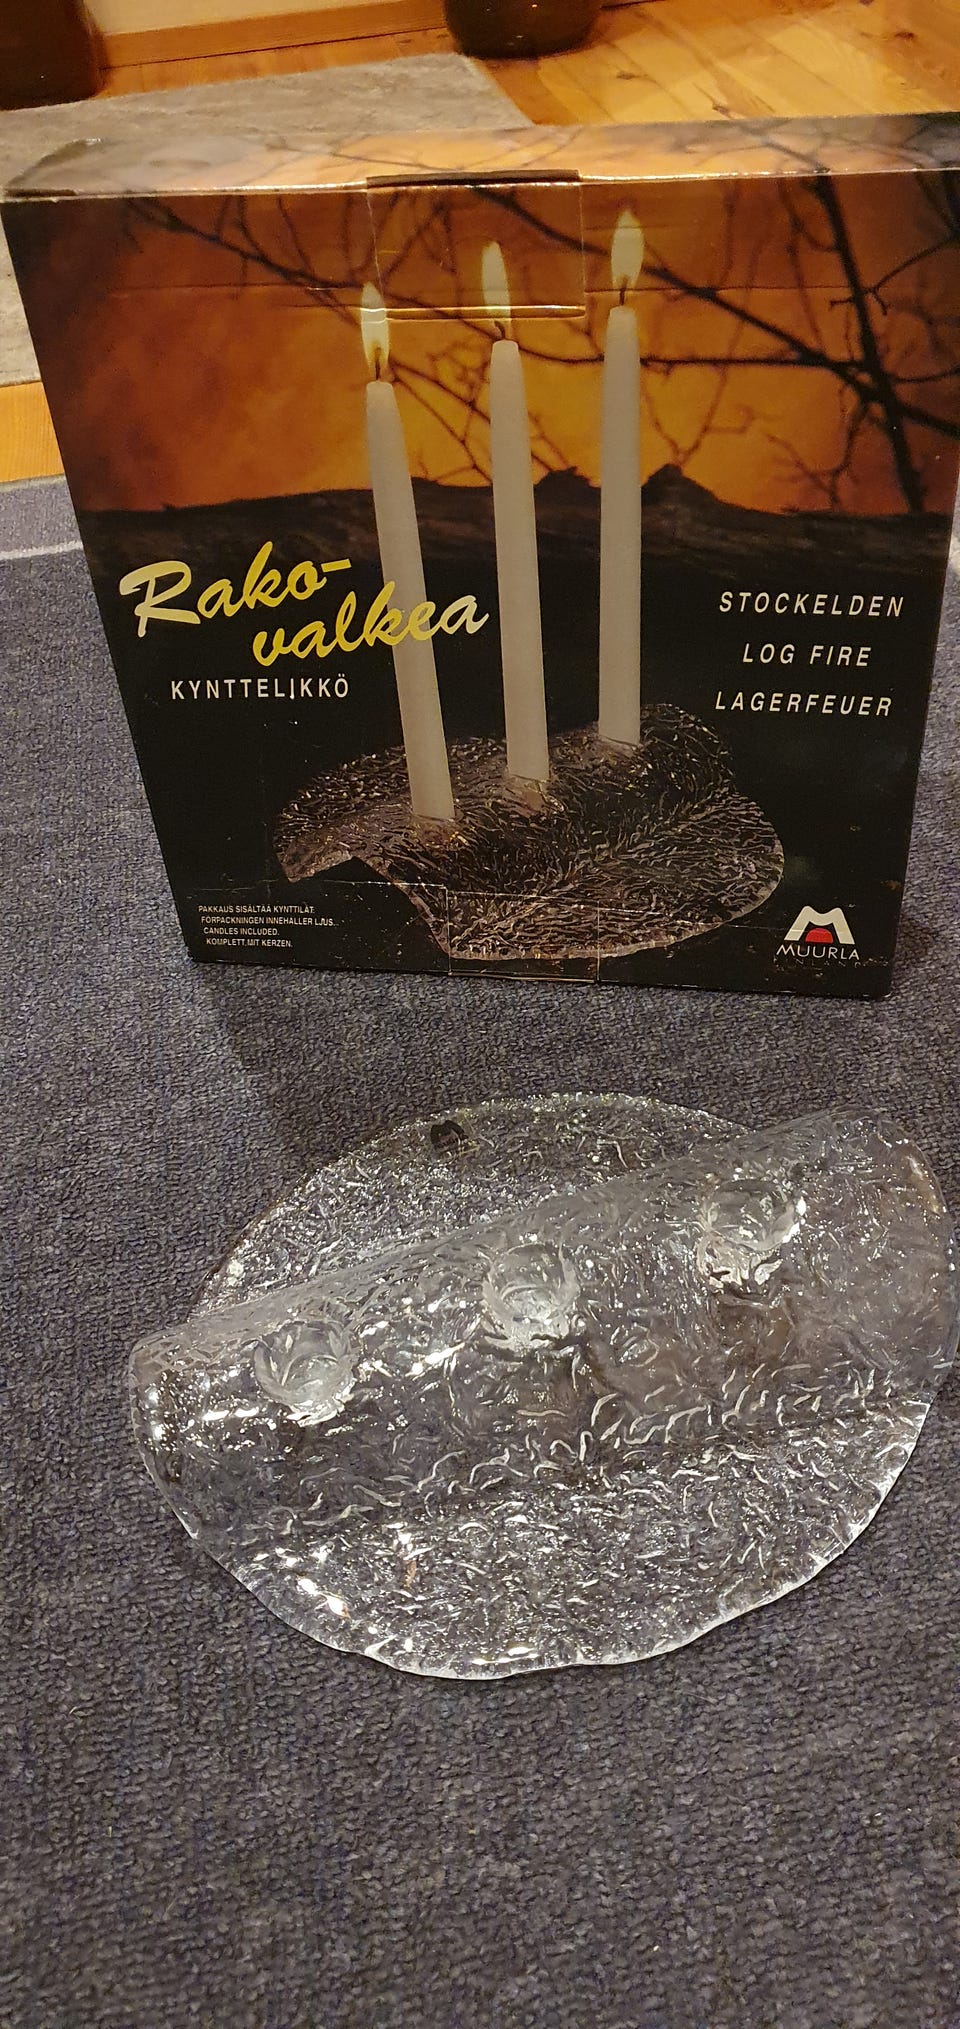 Rako-
valkea
KYNTTELIKKÖ
STOCKELDEN
LOG FIRE
LAGERFEUER
PAKKAUS SISÄLTÄÄ KYNTTILÄT.
FÖRPACKNINGEN INNEHÅLLER LJUS.
CANDLES INCLUDED.
KOMPLETT MIT KERZEN.
MUURLA
FINLAND